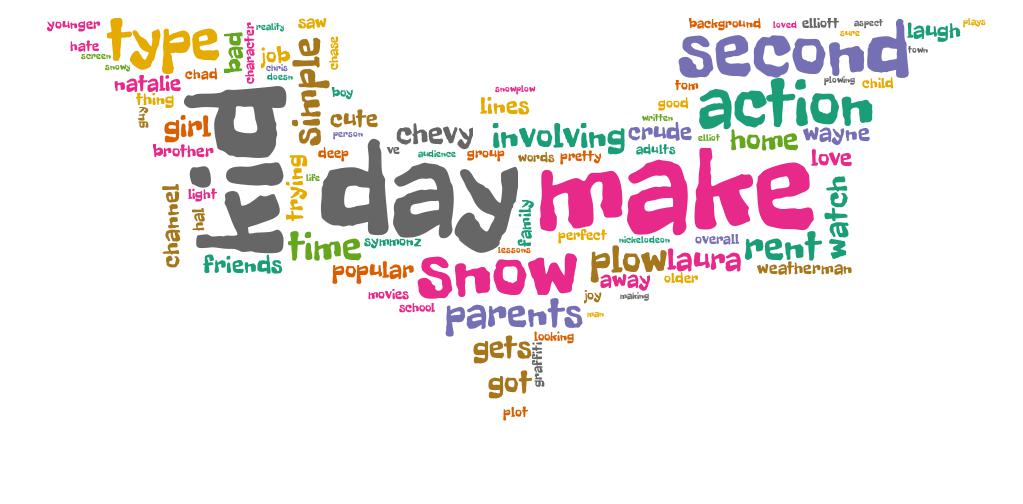 younger
type
hate
screen
snowy
bad
character
reality
saw
job
chris
doesn
chase
simple
natalie
chad
thing
guy
girl
brother
kid
boy
cute
person
deep
ve
life
trying
light
hal
channel
friends
time
symmonz
day
chevy
audience
group
lines
snowplow
involving
words
pretty
crude
adults
written
good
tom
elliot
background
loved
elliott
aspect
sure
laugh
plays
town
second
plowing
child
action
home
wayne
love
watch
make
family
perfect
nickelodeon
overall
rent
weatherman
lessons
popular
snow
plow
laura
away
older
movies
school
joy
making
parents
man
gets
looking
graffiti
got
plot